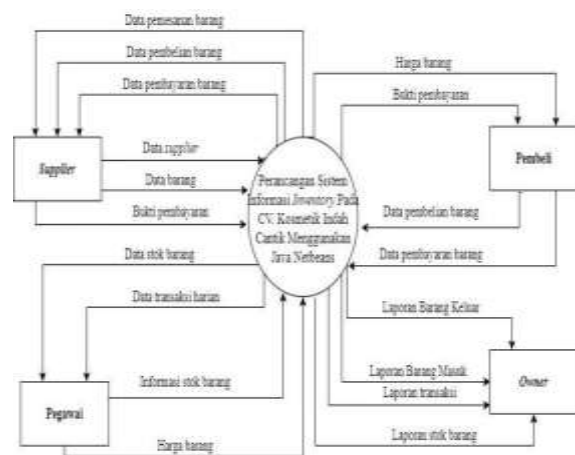 Data pemesanan barang
Data pembelian barang
Data pembayaran barang
Harga barang
Bukti pembayaran
Supplier
Pembeli
Data supplier
Data barang
Bukti pembayaran
Perancangan Sistem
Informasi Inventory Pada
CV. Kosmetik Indah
Cantik Menggunakan
Java Netbeans
Data pembelian barang
Data pembayaran barang
Data stok barang
Data transaksi harian
Laporan Barang Keluar
Informasi stok barang
Laporan Barang Masuk
Laporan transaksi
Owner
Pegawai
Harga barang
Laporan stok barang